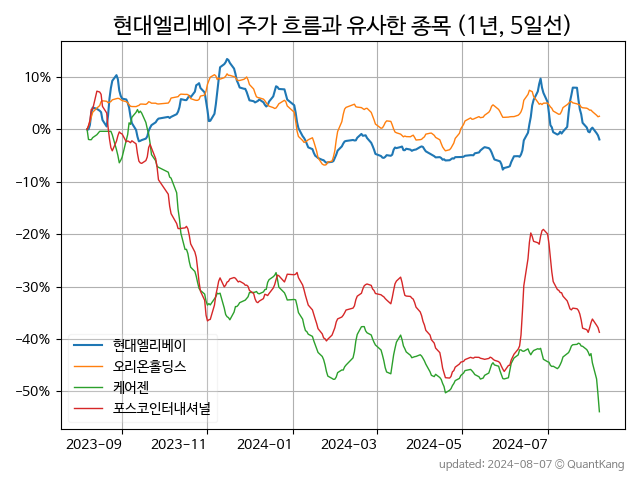 현대엘리베이 주가 흐름과 유사한 종목 (1년, 5일선)
10%
0%
−10%
−20%
−30%
−40%
−50%
현대엘리베이
오리온홀딩스
케어젠
포스코인터내셔널
2023-09 2023-11 2024-01 2024-03 2024-05 2024-07
updated: 2024-08-07 © QuantKang